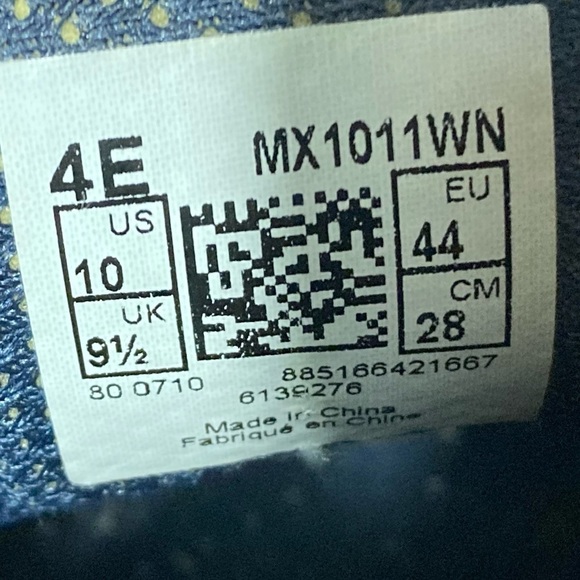 4E MX1011WN
US
10
UK
9½
EU
44
CM
28
80 0710
885166421667
6139276
Made in China
Fabriqué en Chine